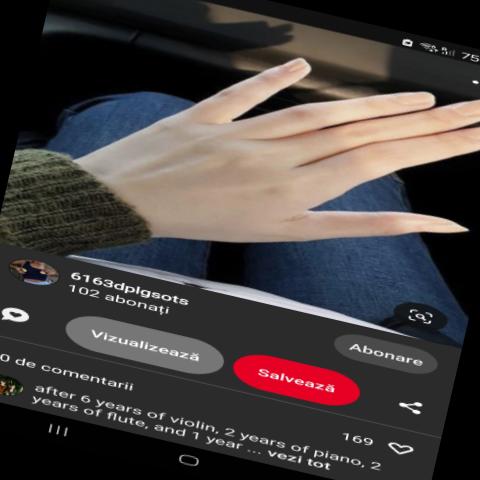 75
6163dplgsots
102 abonați
Abonare
Vizualizează
Salvează
0 de comentarii
169
after 6 years of violin, 2 years of piano, 2
years of flute, and 1 year ... vezi tot